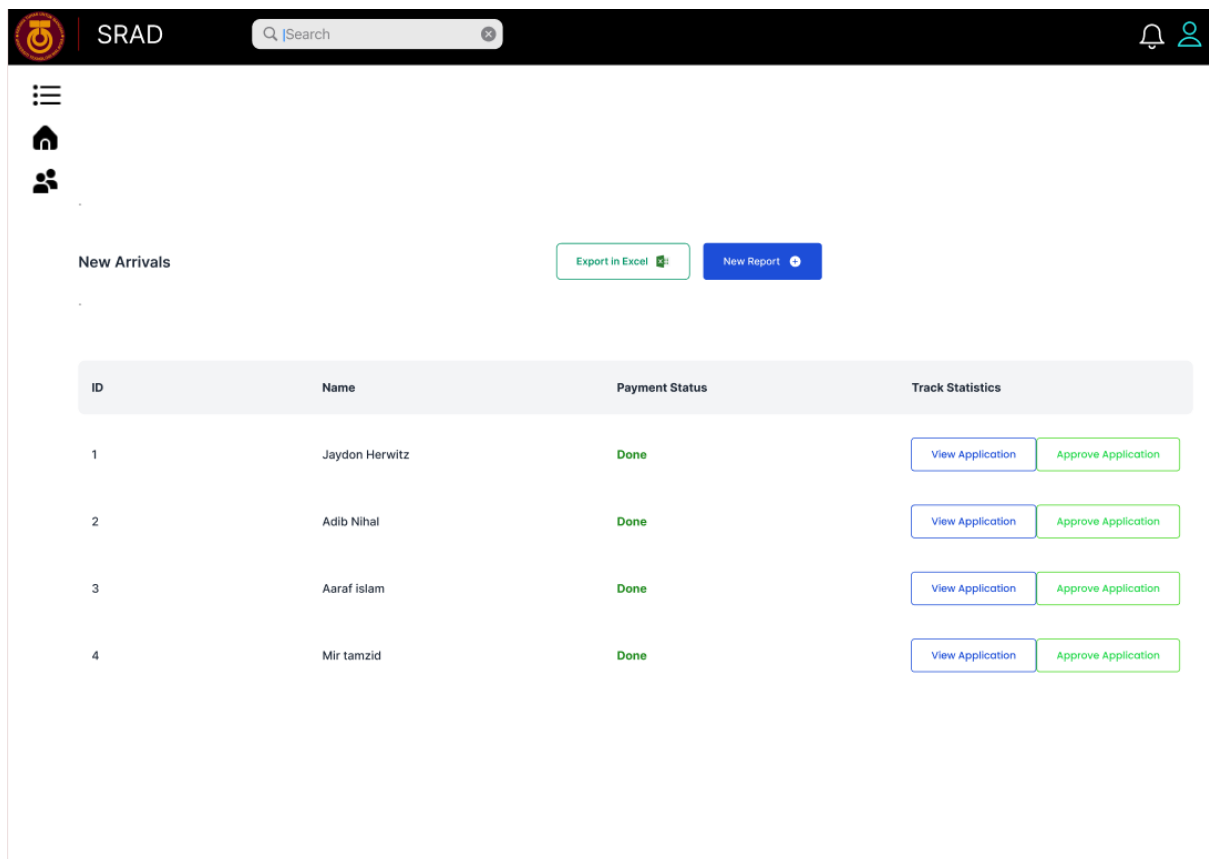 SRAD
Search
New Arrivals
Export in Excel
New Report
ID Name Payment Status Track Statistics
1 Jaydon Herwitz Done View Application Approve Application
2 Adib Nihal Done View Application Approve Application
3 Aaraf islam Done View Application Approve Application
4 Mir tamzid Done View Application Approve Application